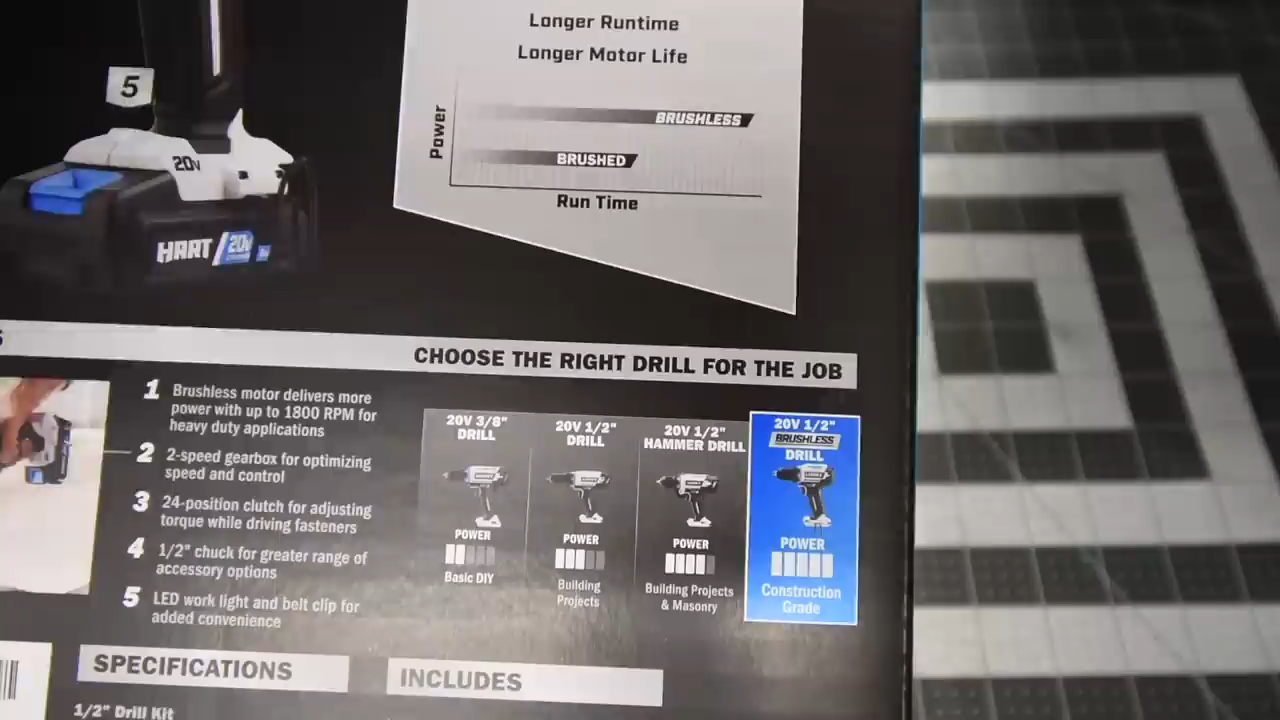 Longer Runtime
Longer Motor Life
5
Power
BRUSHLESS
BRUSHED
Run Time
20V
HART 20V
CHOOSE THE RIGHT DRILL FOR THE JOB
1 Brushless motor delivers more
power with up to 1800 RPM for
heavy duty applications
2 2-speed gearbox for optimizing
speed and control
3 24-position clutch for adjusting
torque while driving fasteners
4 1/2" chuck for greater range of
accessory options
5 LED work light and belt clip for
added convenience
20V 3/8"
DRILL
POWER
Basic DIY
20V 1/2"
DRILL
POWER
Building
Projects
20V 1/2"
HAMMER DRILL
POWER
Building Projects
& Masonry
20V 1/2"
BRUSHLESS
DRILL
POWER
Construction
Grade
SPECIFICATIONS
INCLUDES
1/2" Drill Kit